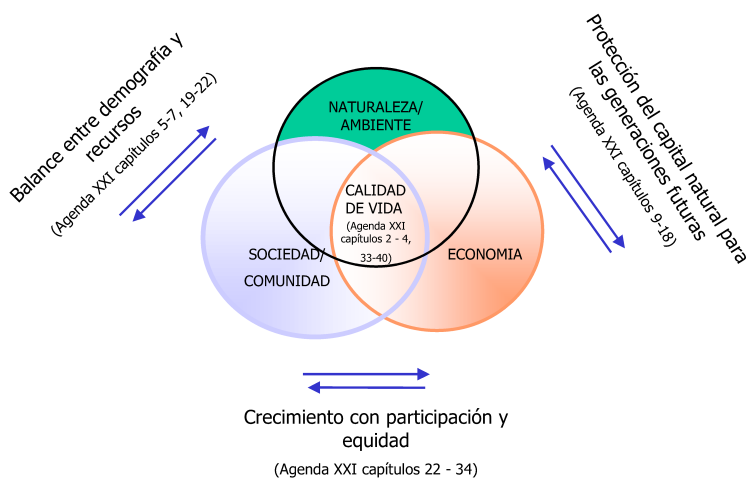 Balance entre demografía y
recursos
(Agenda XXI capítulos 5-7, 19-22)
Protección del capital natural para
las generaciones futuras
(Agenda XXI capítulos 9-18)
NATURALEZA/
AMBIENTE
CALIDAD
DE VIDA
(Agenda XXI
capítulos 2 - 4,
33-40)
SOCIEDAD/
COMUNIDAD
ECONOMIA
Crecimiento con participación y
equidad
(Agenda XXI capítulos 22 - 34)